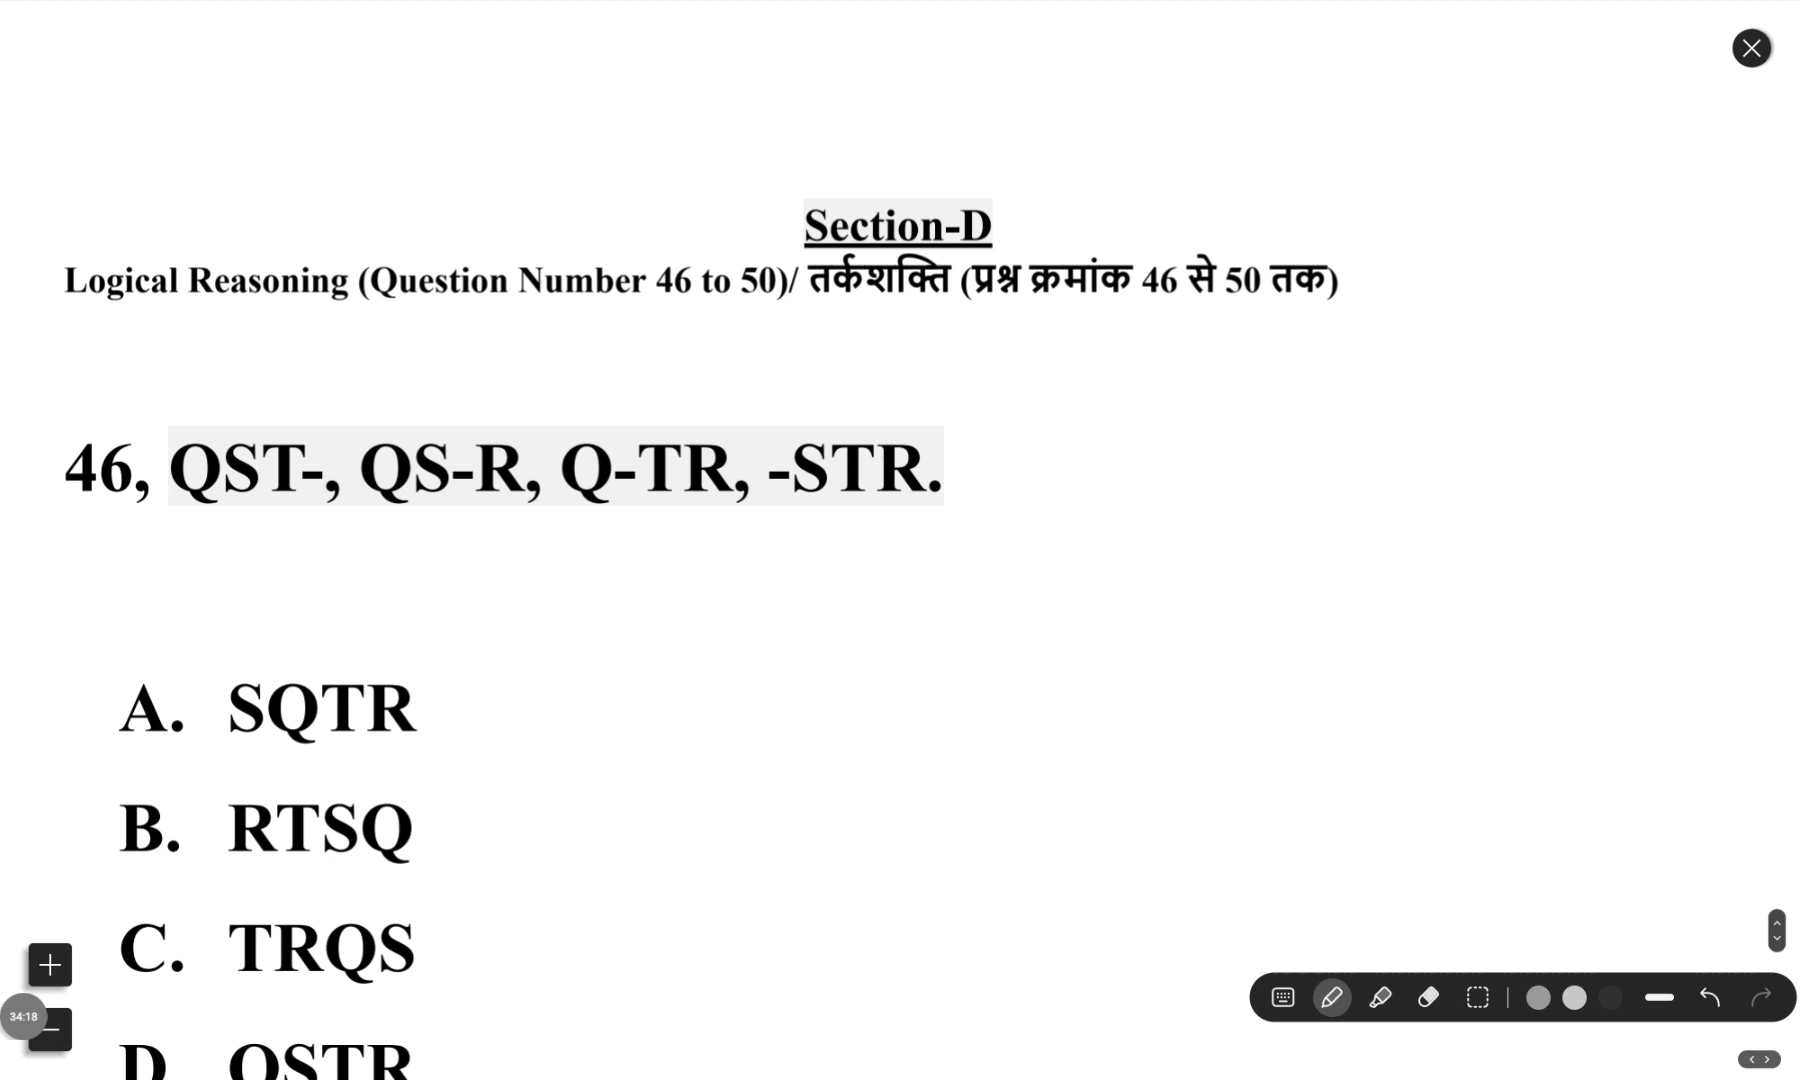 Section-D
Logical Reasoning (Question Number 46 to 50)/ तर्कशक्ति (प्रश्न क्रमांक 46 से 50 तक)
46, QST-, QS-R, Q-TR, -STR.
A. SQTR
B. RTSQ
C. TRQS
34:18
D QSTR